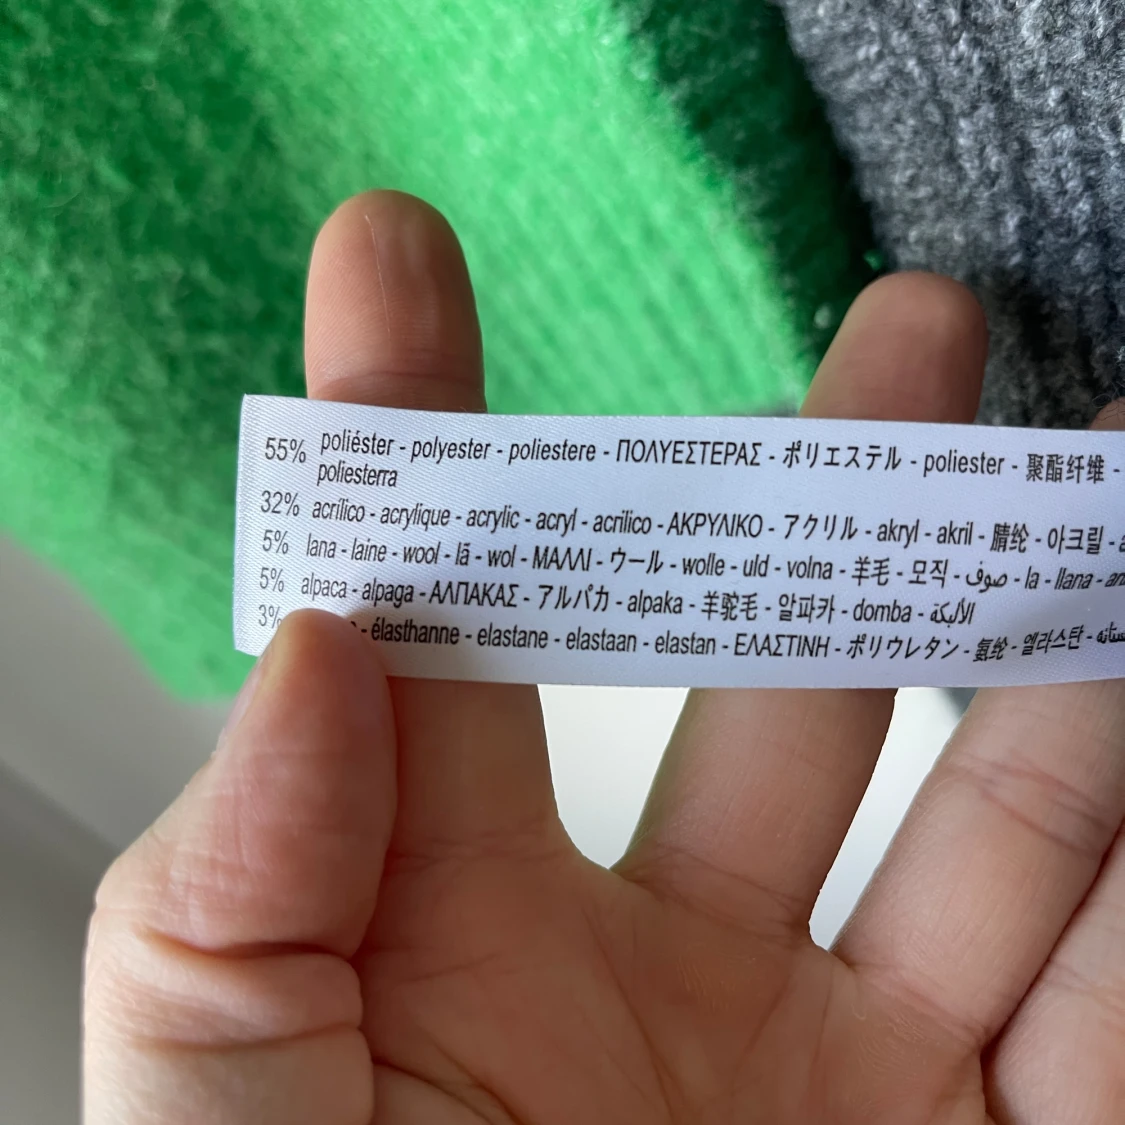 55% poliéster - polyester - poliestere - ΠΟΛΥΕΣΤΕΡΑΣ - ポリエステル - poliester - 聚酯纤维 -
poliesterra
32% acrílico - acrylique - acrylic - acryl - acrilico - ΑΚΡΥΛΙΚΟ - アクリル - akryl - akril - 腈纶 - 아크릴 -
5% lana - laine - wool - lã - wol - ΜΑΛΛΙ - ウール - wolle - uld - volna - 羊毛 - 모직 - صوف - la - llana -
5% alpaca - alpaga - ΑΛΠΑΚΑΣ - アルパカ - alpaka - 羊驼毛 - 알파카 - domba - الألبكة
3% - élasthanne - elastane - elastaan - elastan - ΕΛΑΣΤΙΝΗ - ポリウレタン - 氨纶 - 엘라스탄 -